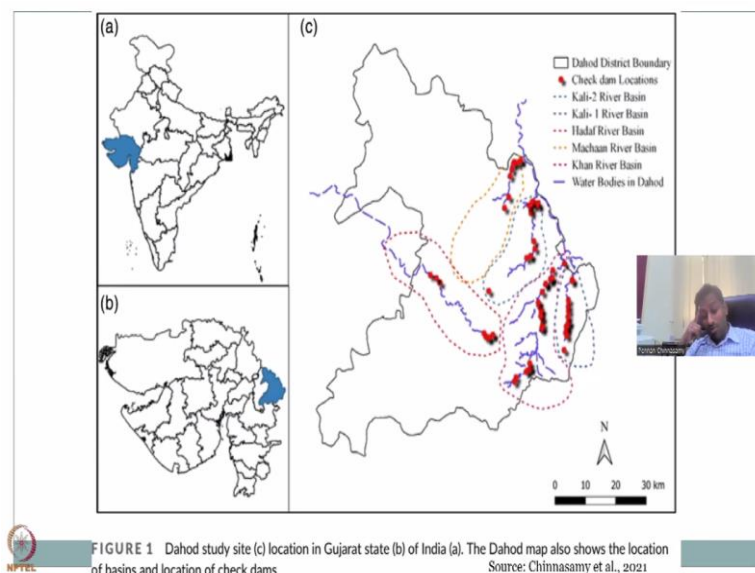 (a)
(b)
(c)
Dahod District Boundary
Check dam Locations
Kali-2 River Basin
Kali- 1 River Basin
Hadaf River Basin
Machaan River Basin
Khan River Basin
Water Bodies in Dahod
Ponnan Chinnasamy
N
0 10 20 30 km
FIGURE 1 Dahod study site (c) location in Gujarat state (b) of India (a). The Dahod map also shows the location
of basins and location of check dams
Source: Chinnasamy et al., 2021
NPTEL